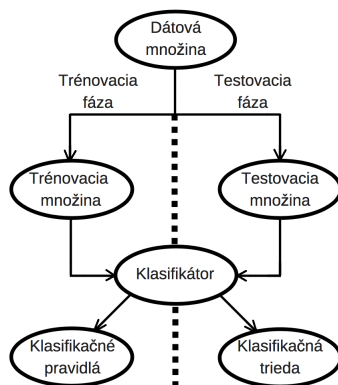 Dátová
množina
Trénovacia
fáza
Testovacia
fáza
Trénovacia
množina
Testovacia
množina
Klasifikátor
Klasifikačné
pravidlá
Klasifikačná
trieda